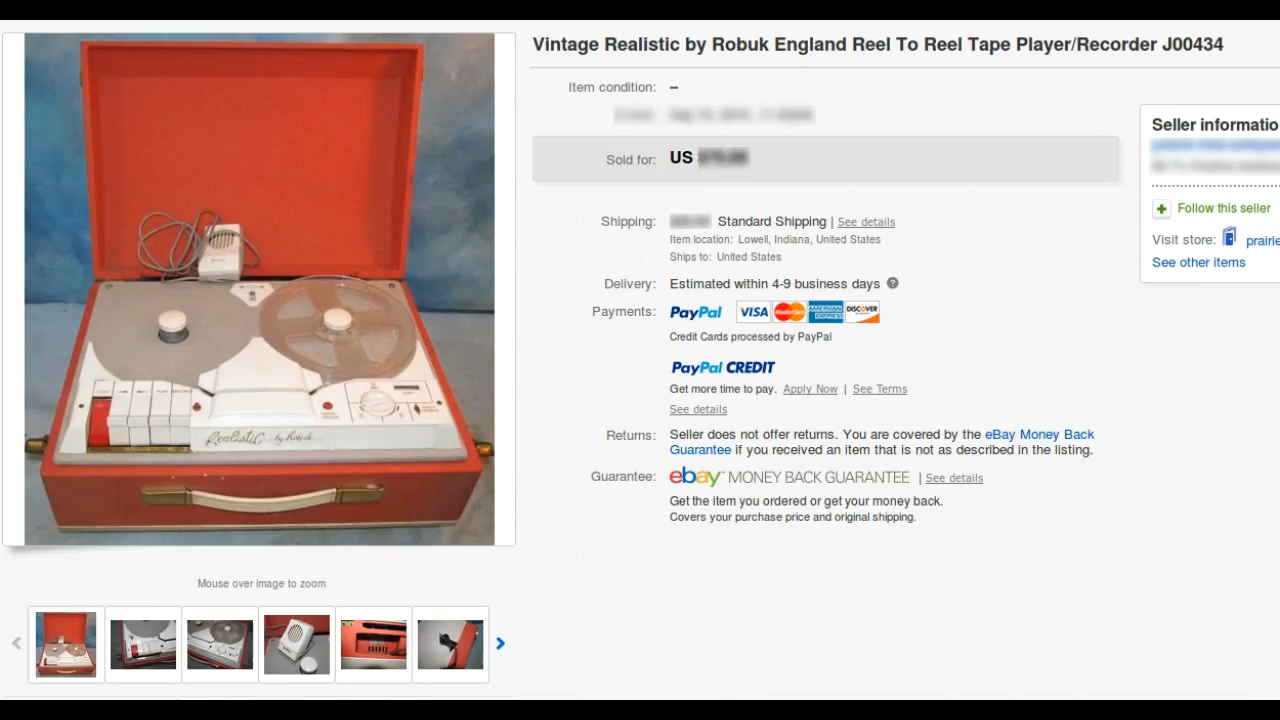 Vintage Realistic by Robuk England Reel To Reel Tape Player/Recorder J00434
Item condition: --
Sold for: US
Shipping: Standard Shipping | See details
Item location: Lowell, Indiana, United States
Ships to: United States
Delivery: Estimated within 4-9 business days
Payments: PayPal VISA MasterCard AMERICAN EXPRESS DISCOVER
Credit Cards processed by PayPal
PayPal CREDIT
Get more time to pay. Apply Now | See Terms
See details
Returns: Seller does not offer returns. You are covered by the eBay Money Back
Guarantee if you received an item that is not as described in the listing.
Guarantee: ebay MONEY BACK GUARANTEE | See details
Get the item you ordered or get your money back.
Covers your purchase price and original shipping.
Seller informatio
Follow this seller
Visit store: prairie
See other items
Realistic by Robuk
Mouse over image to zoom